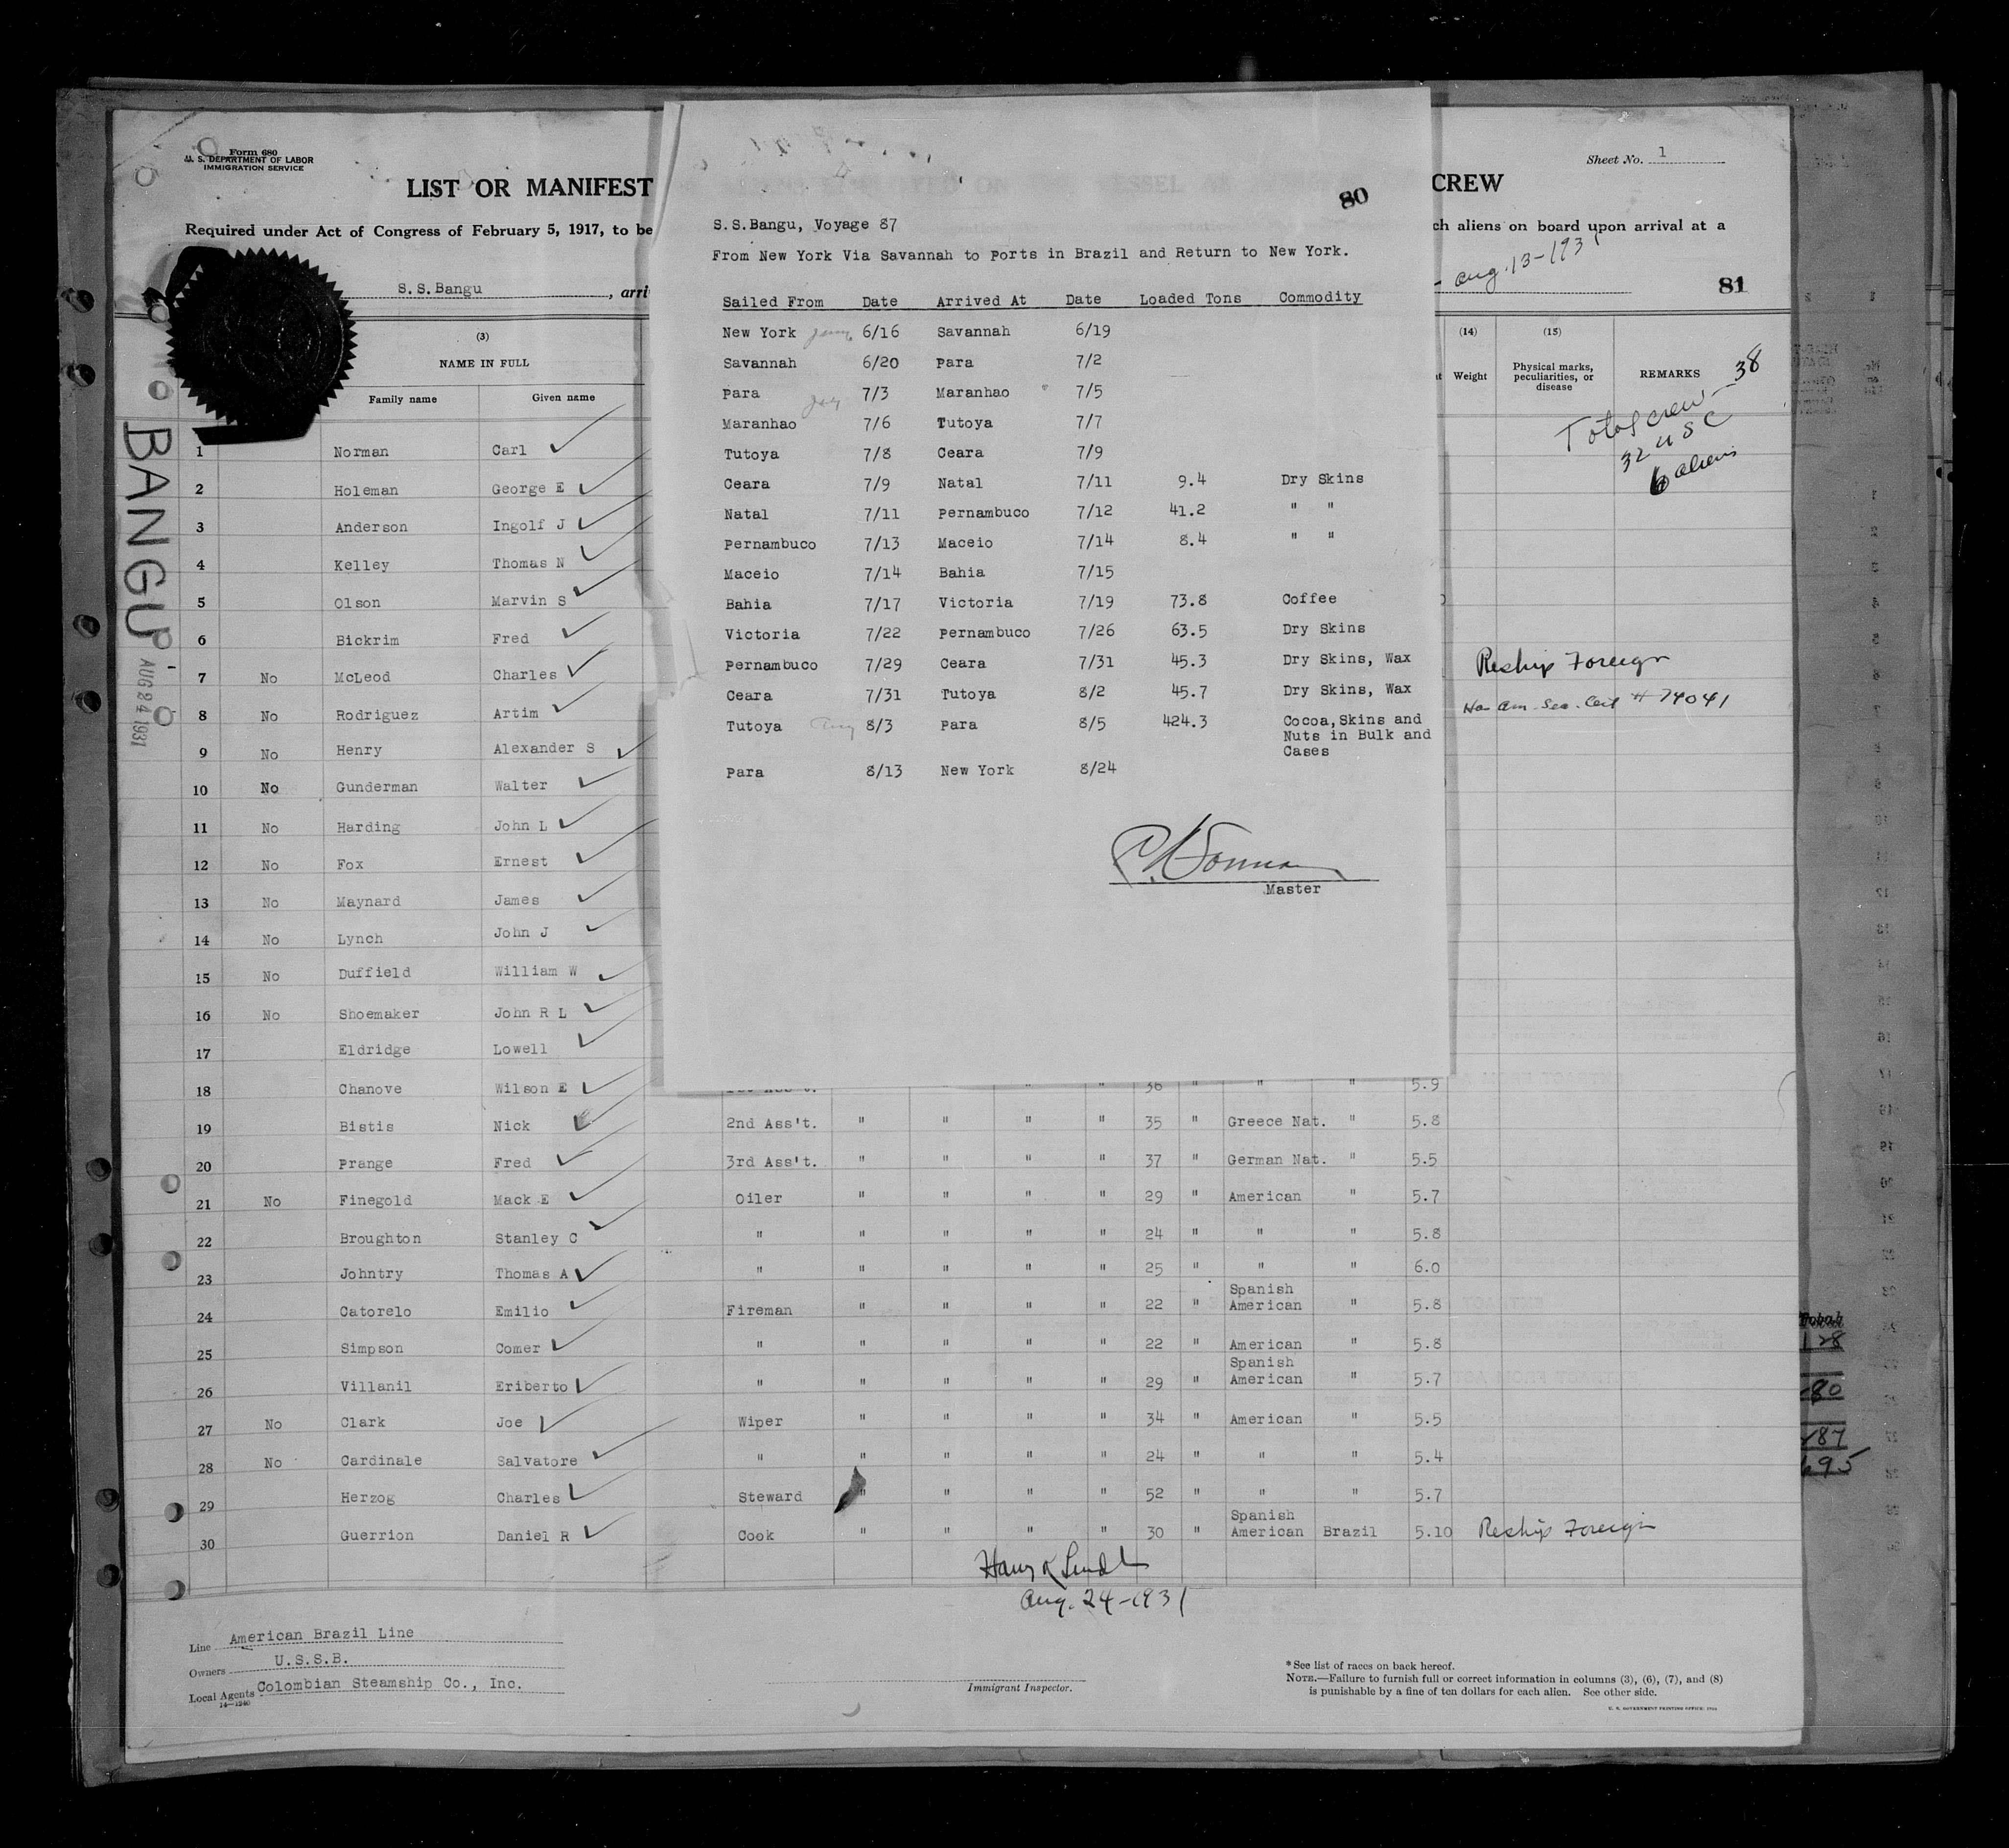 Form 680
U. S. DEPARTMENT OF LABOR
IMMIGRATION SERVICE
Sheet No. 1
LIST OR MANIFEST
CREW
Required under Act of Congress of February 5, 1917, to be
ch aliens on board upon arrival at a
S.S.Bangu, arri
Aug. 13-1931
81
80
S.S.Bangu, Voyage 87
From New York Via Savannah to Ports in Brazil and Return to New York.
Sailed From Date Arrived At Date Loaded Tons Commodity
New York 6/16 Savannah 6/19
Savannah 6/20 Para 7/2
Para 7/3 Maranhao 7/5
Maranhao 7/6 Tutoya 7/7
Tutoya 7/8 Ceara 7/9
Ceara 7/9 Natal 7/11 9.4 Dry Skins
Natal 7/11 Pernambuco 7/12 41.2 " "
Pernambuco 7/13 Maceio 7/14 8.4 " "
Maceio 7/14 Bahia 7/15
Bahia 7/17 Victoria 7/19 73.8 Coffee
Victoria 7/22 Pernambuco 7/26 63.5 Dry Skins
Pernambuco 7/29 Ceara 7/31 45.3 Dry Skins, Wax
Ceara 7/31 Tutoya 8/2 45.7 Dry Skins, Wax
Tutoya Aug 8/3 Para 8/5 424.3 Cocoa,Skins and
Nuts in Bulk and
Cases
Para 8/13 New York 8/24
Master
(3)
NAME IN FULL
Family name Given name
(14) (15)
Weight
Physical marks,
peculiarities, or
disease
REMARKS
Total crew 38
32 USC
6 aliens
BANGU
AUG 24 1931
1 Norman Carl
2 Holeman George E
3 Anderson Ingolf J
4 Kelley Thomas N
5 Olson Marvin S
6 Bickrim Fred
7 No McLeod Charles Reship Foreign
8 No Rodriguez Artim No Am. Sea. Cert # 74041
9 No Henry Alexander S
10 No Gunderman Walter
11 No Harding John L
12 No Fox Ernest
13 No Maynard James
14 No Lynch John J
15 No Duffield William W
16 No Shoemaker John R L
17 Eldridge Lowell
18 Chanove Wilson E 1st Ass't. " " 36 " " " 5.9
19 Bistis Nick 2nd Ass't. " " " " 35 " Greece Nat. " 5.8
20 Prange Fred 3rd Ass't. " " " " 37 " German Nat. " 5.5
21 No Finegold Mack E Oiler " " " " 29 " American " 5.7
22 Broughton Stanley C " " " " " 24 " " " 5.8
23 Johntry Thomas A " " " " " 25 " " " 6.0
24 Catorelo Emilio Fireman " " " " 22 " Spanish American " 5.8
25 Simpson Comer " " " " " 22 " American " 5.8
26 Villanil Eriberto " " " " " 29 " Spanish American " 5.7
27 No Clark Joe Wiper " " " " 34 " American " 5.5
28 No Cardinale Salvatore " " " " " 24 " " " 5.4
29 Herzog Charles Steward " " " " 52 " " " 5.7
30 Guerrion Daniel R Cook " " " " 30 " Spanish American Brazil 5.10 Reship Foreign
Aug. 24-1931
Line American Brazil Line
Owners U.S.S.B.
Local Agents Colombian Steamship Co., Inc.
14-1240
Immigrant Inspector.
*See list of races on back hereof.
NOTE.—Failure to furnish full or correct information in columns (3), (6), (7), and (8)
is punishable by a fine of ten dollars for each alien. See other side.